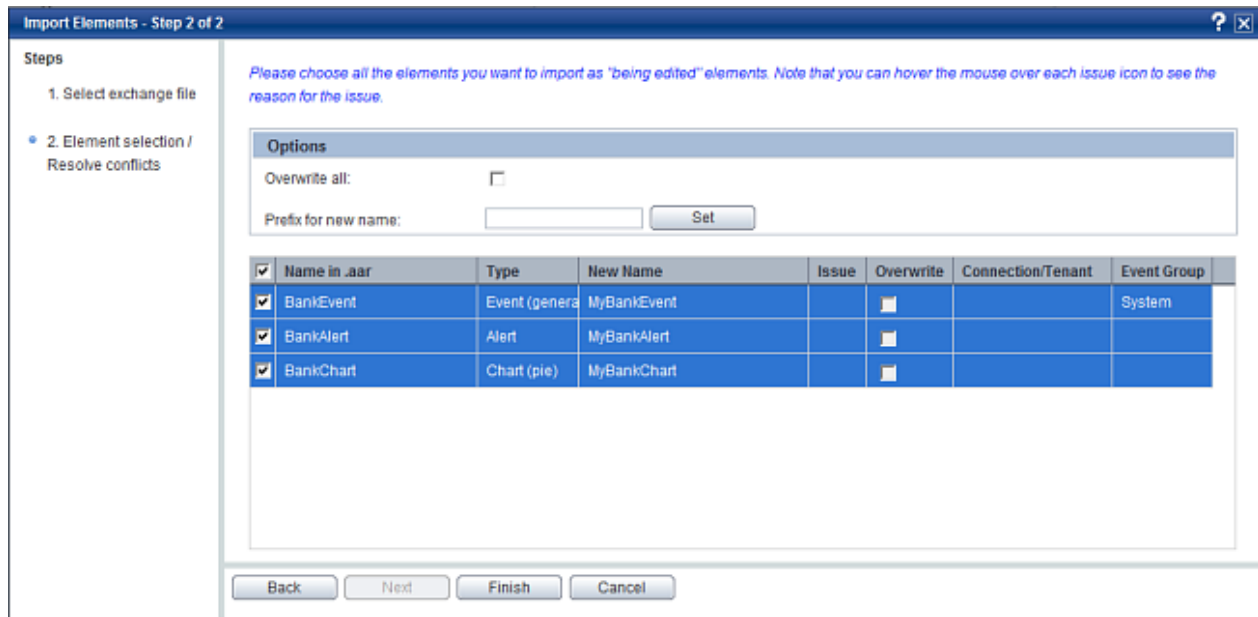 Import Elements - Step 2 of 2
?
Steps
1. Select exchange file
2. Element selection /
Resolve conflicts
Please choose all the elements you want to import as "being edited" elements. Note that you can hover the mouse over each issue icon to see the
reason for the issue.
Options
Overwrite all:
Prefix for new name: Set
Name in .aar Type New Name Issue Overwrite Connection/Tenant Event Group
BankEvent Event (genera MyBankEvent System
BankAlert Alert MyBankAlert
BankChart Chart (pie) MyBankChart
Back Next Finish Cancel